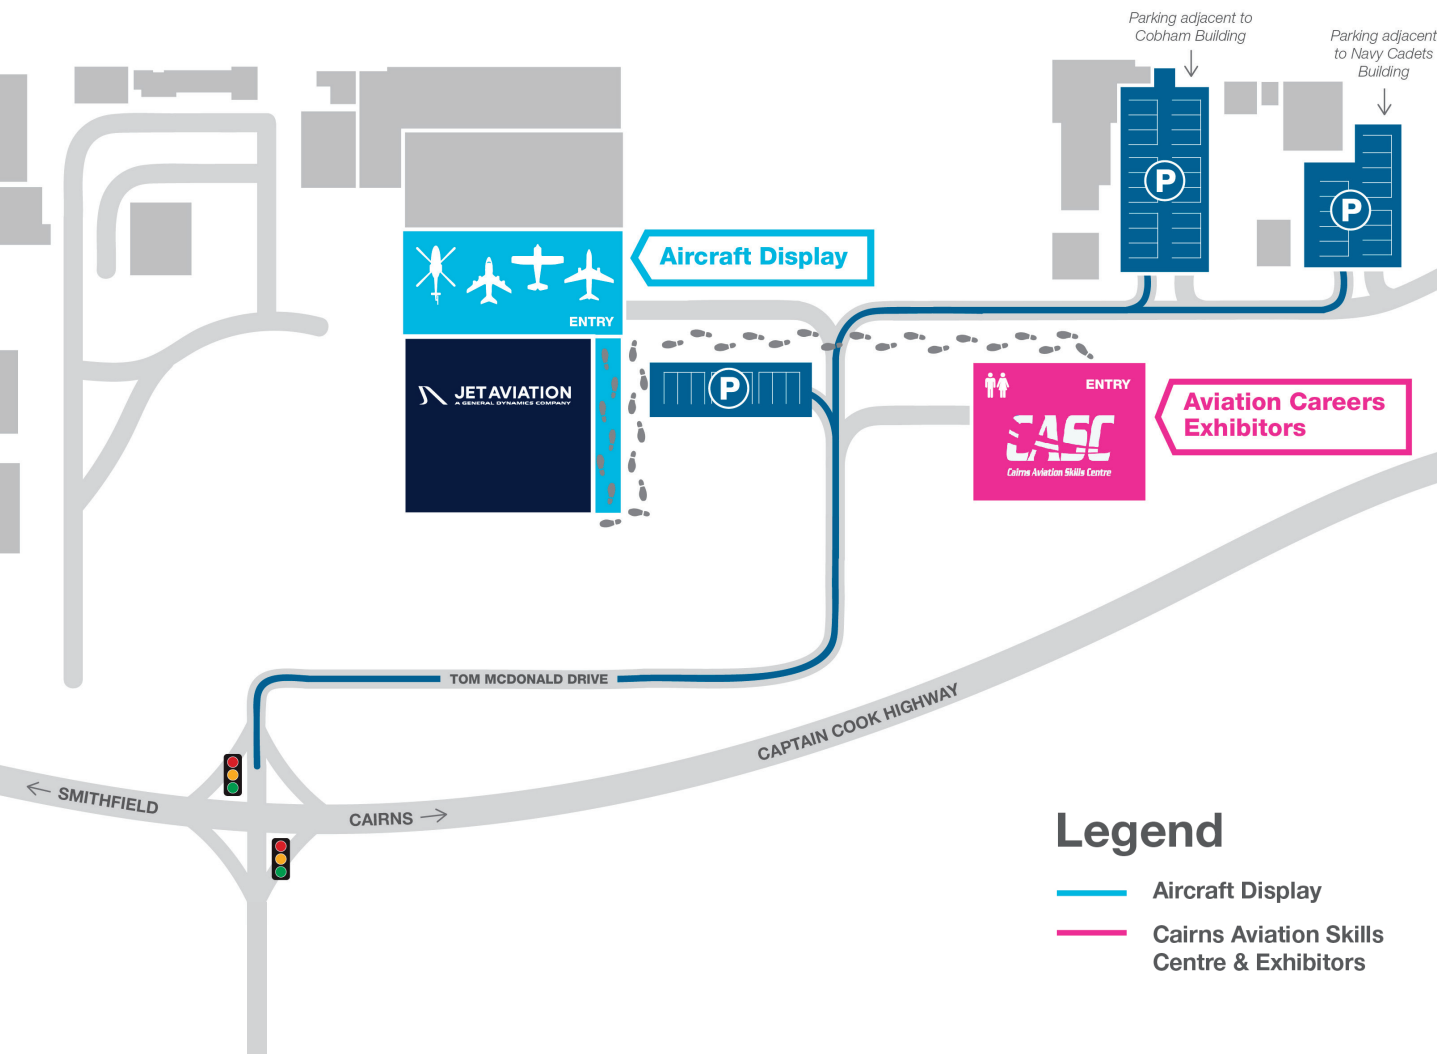 Parking adjacent to
Cobham Building
Parking adjacent
to Navy Cadets
Building
P
P
Aircraft Display
ENTRY
JET AVIATION
A GENERAL DYNAMICS COMPANY
P
ENTRY
CASC
Cairns Aviation Skills Centre
Aviation Careers
Exhibitors
TOM MCDONALD DRIVE
CAPTAIN COOK HIGHWAY
← SMITHFIELD
CAIRNS →
Legend
Aircraft Display
Cairns Aviation Skills
Centre & Exhibitors